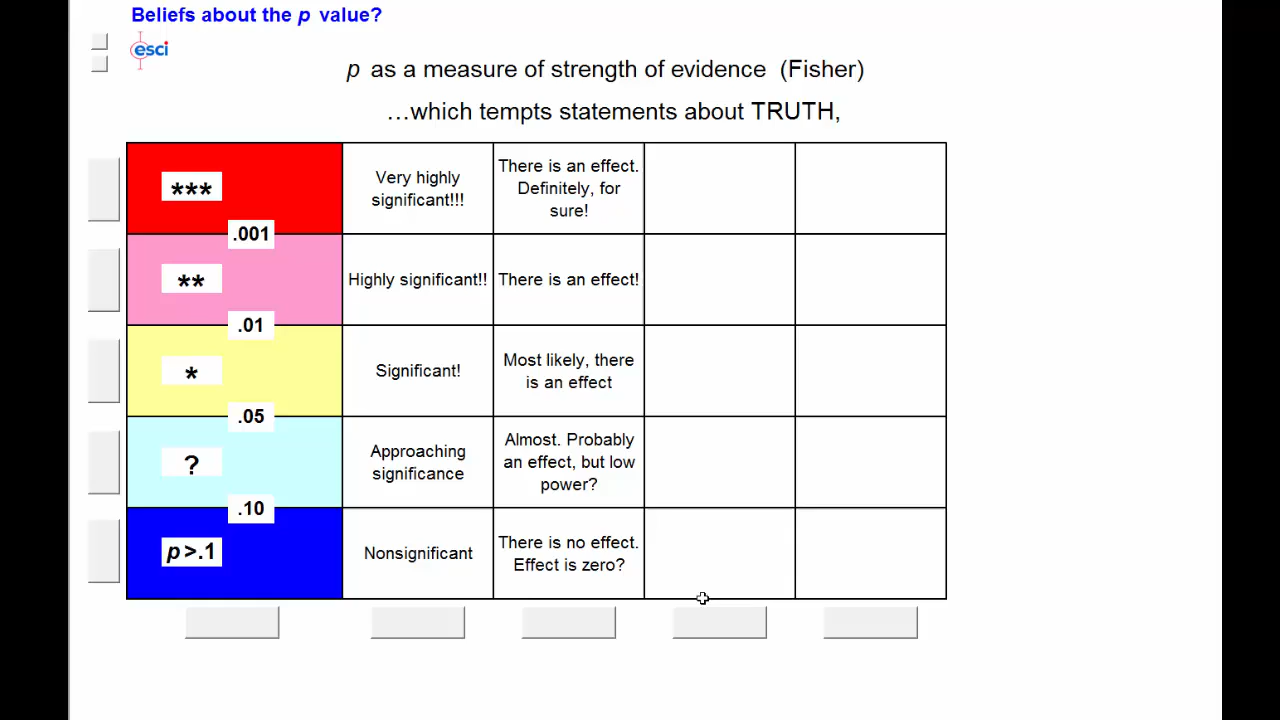 Beliefs about the p value?
esci
p as a measure of strength of evidence (Fisher)
…which tempts statements about TRUTH,
***
Very highly
significant!!!
There is an effect.
Definitely, for
sure!
.001
**
Highly significant!!
There is an effect!
.01
*
Significant!
Most likely, there
is an effect
.05
?
Approaching
significance
Almost. Probably
an effect, but low
power?
.10
p >.1
Nonsignificant
There is no effect.
Effect is zero?